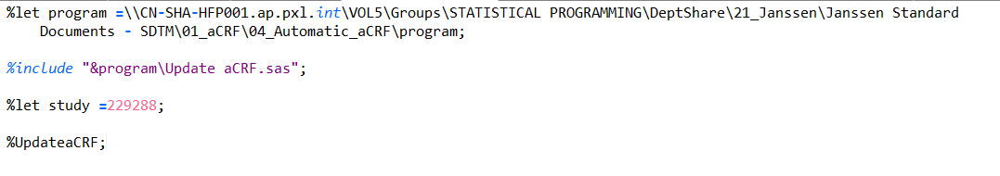 %let program =\\CN-SHA-HFP001.ap.pxl.int\VOL5\Groups\STATISTICAL PROGRAMMING\DeptShare\21_Janssen\Janssen Standard
Documents - SDTM\01_aCRF\04_Automatic_aCRF\program;
%include "&program\Update aCRF.sas";
%let study =229288;
%UpdateaCRF;